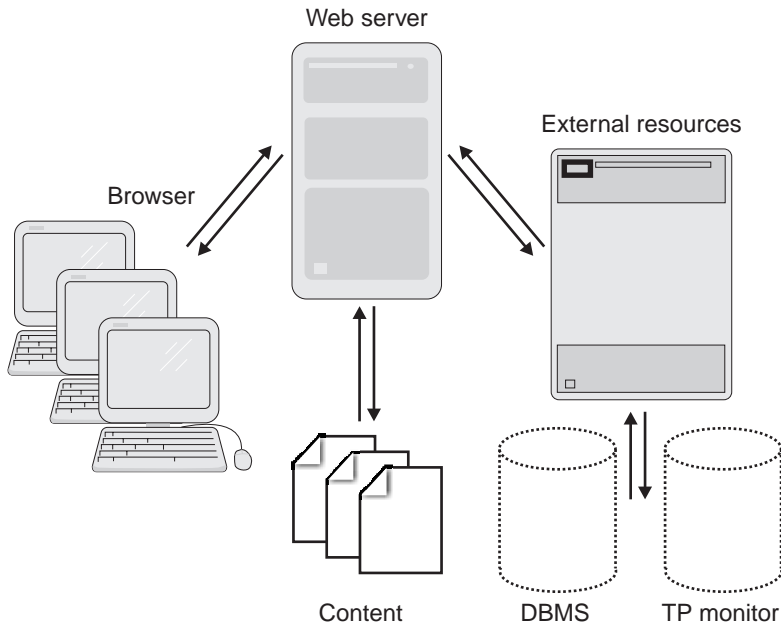 Web server
External resources
Browser
Content
DBMS
TP monitor